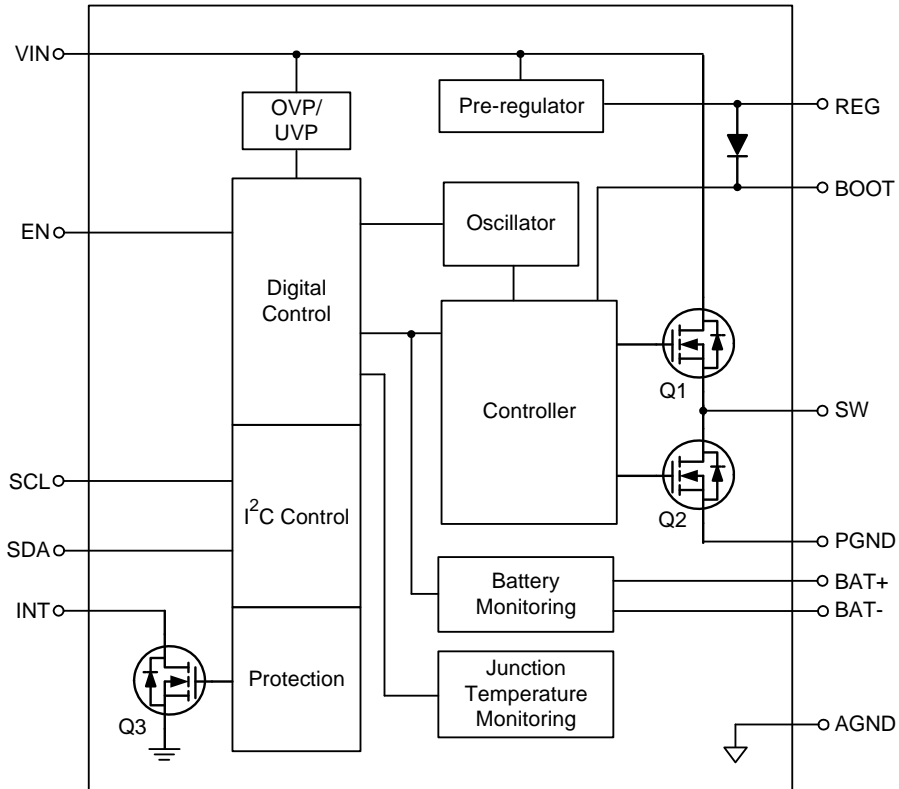 VIN
OVP/
UVP
Pre-regulator
REG
BOOT
EN
Oscillator
Digital
Control
Controller
Q1
SW
SCL
I²C Control
Q2
SDA
PGND
Battery
Monitoring
BAT+
BAT-
INT
Protection
Junction
Temperature
Monitoring
Q3
AGND